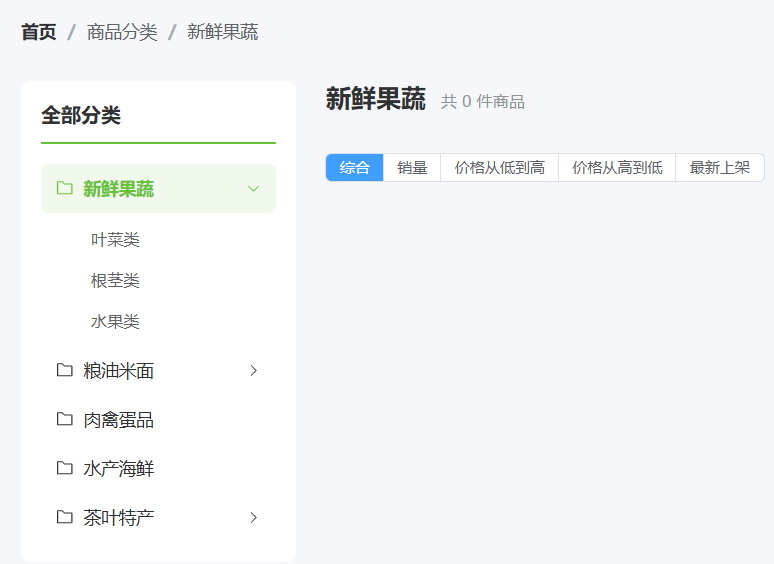 首页 / 商品分类 / 新鲜果蔬
全部分类
新鲜果蔬
叶菜类
根茎类
水果类
粮油米面
肉禽蛋品
水产海鲜
茶叶特产
新鲜果蔬 共 0 件商品
综合 销量 价格从低到高 价格从高到低 最新上架